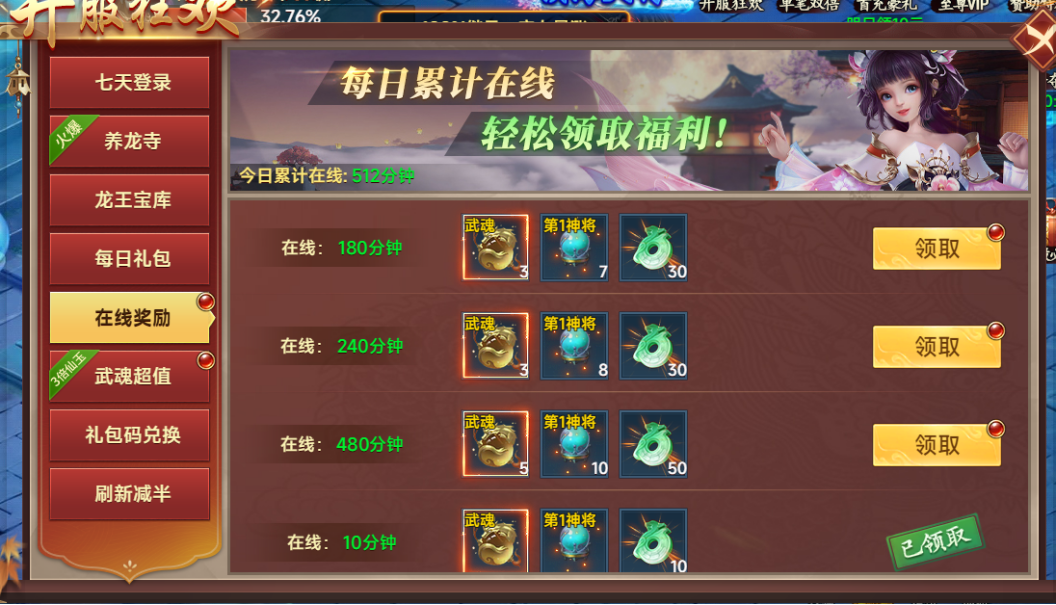 开服狂欢
32.76%
开服狂欢 单笔双倍 首充豪礼 至尊VIP
七天登录
火爆
养龙寺
龙王宝库
每日礼包
在线奖励
3倍仙玉
武魂超值
礼包码兑换
刷新减半
每日累计在线
轻松领取福利!
今日累计在线: 512分钟
在线: 180分钟
武魂 3
第1神将 7
30
领取
在线: 240分钟
武魂 3
第1神将 8
30
领取
在线: 480分钟
武魂 5
第1神将 10
50
领取
在线: 10分钟
武魂
第1神将
10
已领取